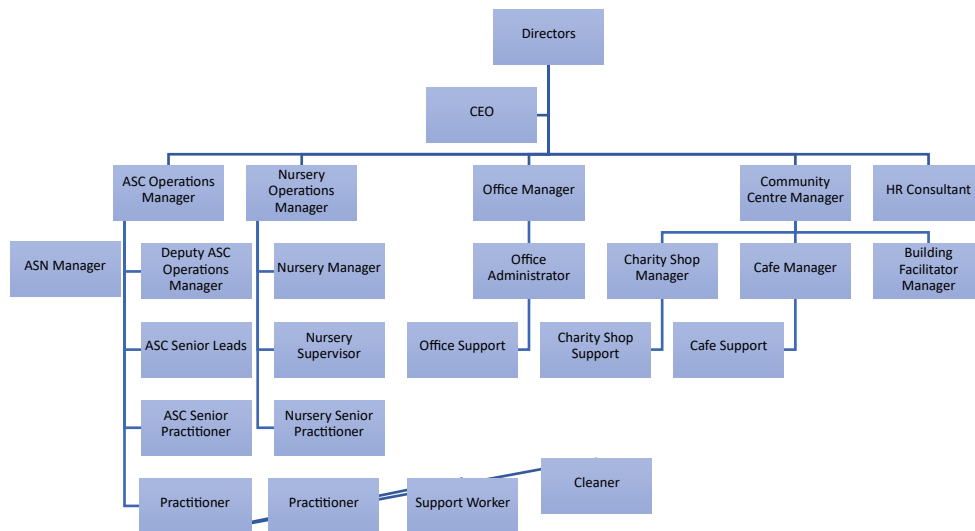 Directors
CEO
ASC Operations
Manager
Nursery
Operations
Manager
Office Manager
Community
Centre Manager
HR Consultant
ASN Manager
Deputy ASC
Operations
Manager
Nursery Manager
Office
Administrator
Charity Shop
Manager
Cafe Manager
Building
Facilitator
Manager
ASC Senior Leads
Nursery
Supervisor
Office Support
Charity Shop
Support
Cafe Support
ASC Senior
Practitioner
Nursery Senior
Practitioner
Practitioner
Practitioner
Support Worker
Cleaner